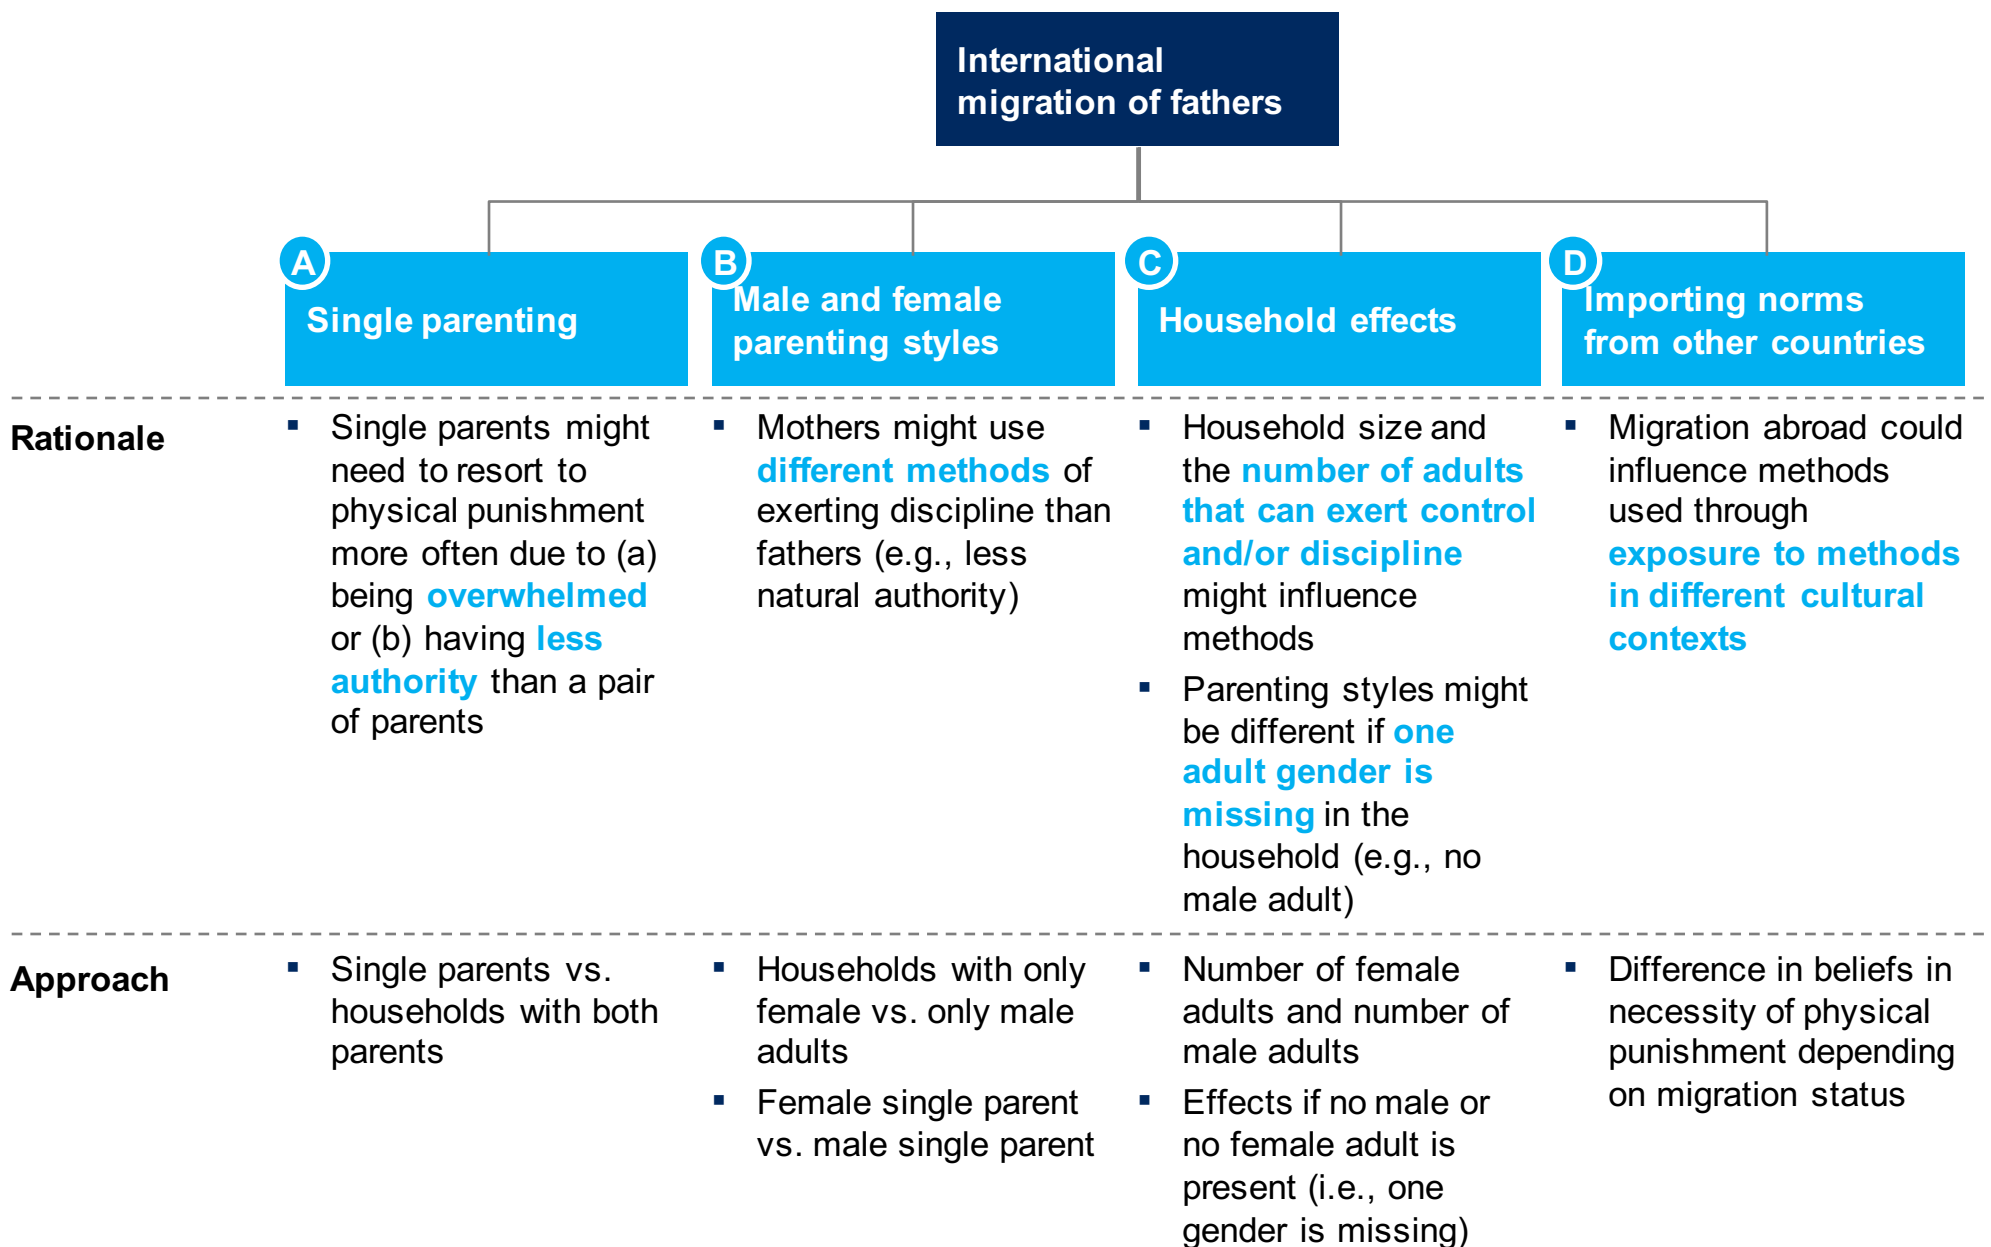 International
migration of fathers
A
Single parenting
B
Male and female
parenting styles
C
Household effects
D
Importing norms
from other countries
Rationale
▪ Single parents might
need to resort to
physical punishment
more often due to (a)
being overwhelmed
or (b) having less
authority than a pair
of parents
▪ Mothers might use
different methods of
exerting discipline than
fathers (e.g., less
natural authority)
▪ Household size and
the number of adults
that can exert control
and/or discipline
might influence
methods
▪ Parenting styles might
be different if one
adult gender is
missing in the
household (e.g., no
male adult)
▪ Migration abroad could
influence methods
used through
exposure to methods
in different cultural
contexts
Approach
▪ Single parents vs.
households with both
parents
▪ Households with only
female vs. only male
adults
▪ Female single parent
vs. male single parent
▪ Number of female
adults and number of
male adults
▪ Effects if no male or
no female adult is
present (i.e., one
gender is missing)
▪ Difference in beliefs in
necessity of physical
punishment depending
on migration status